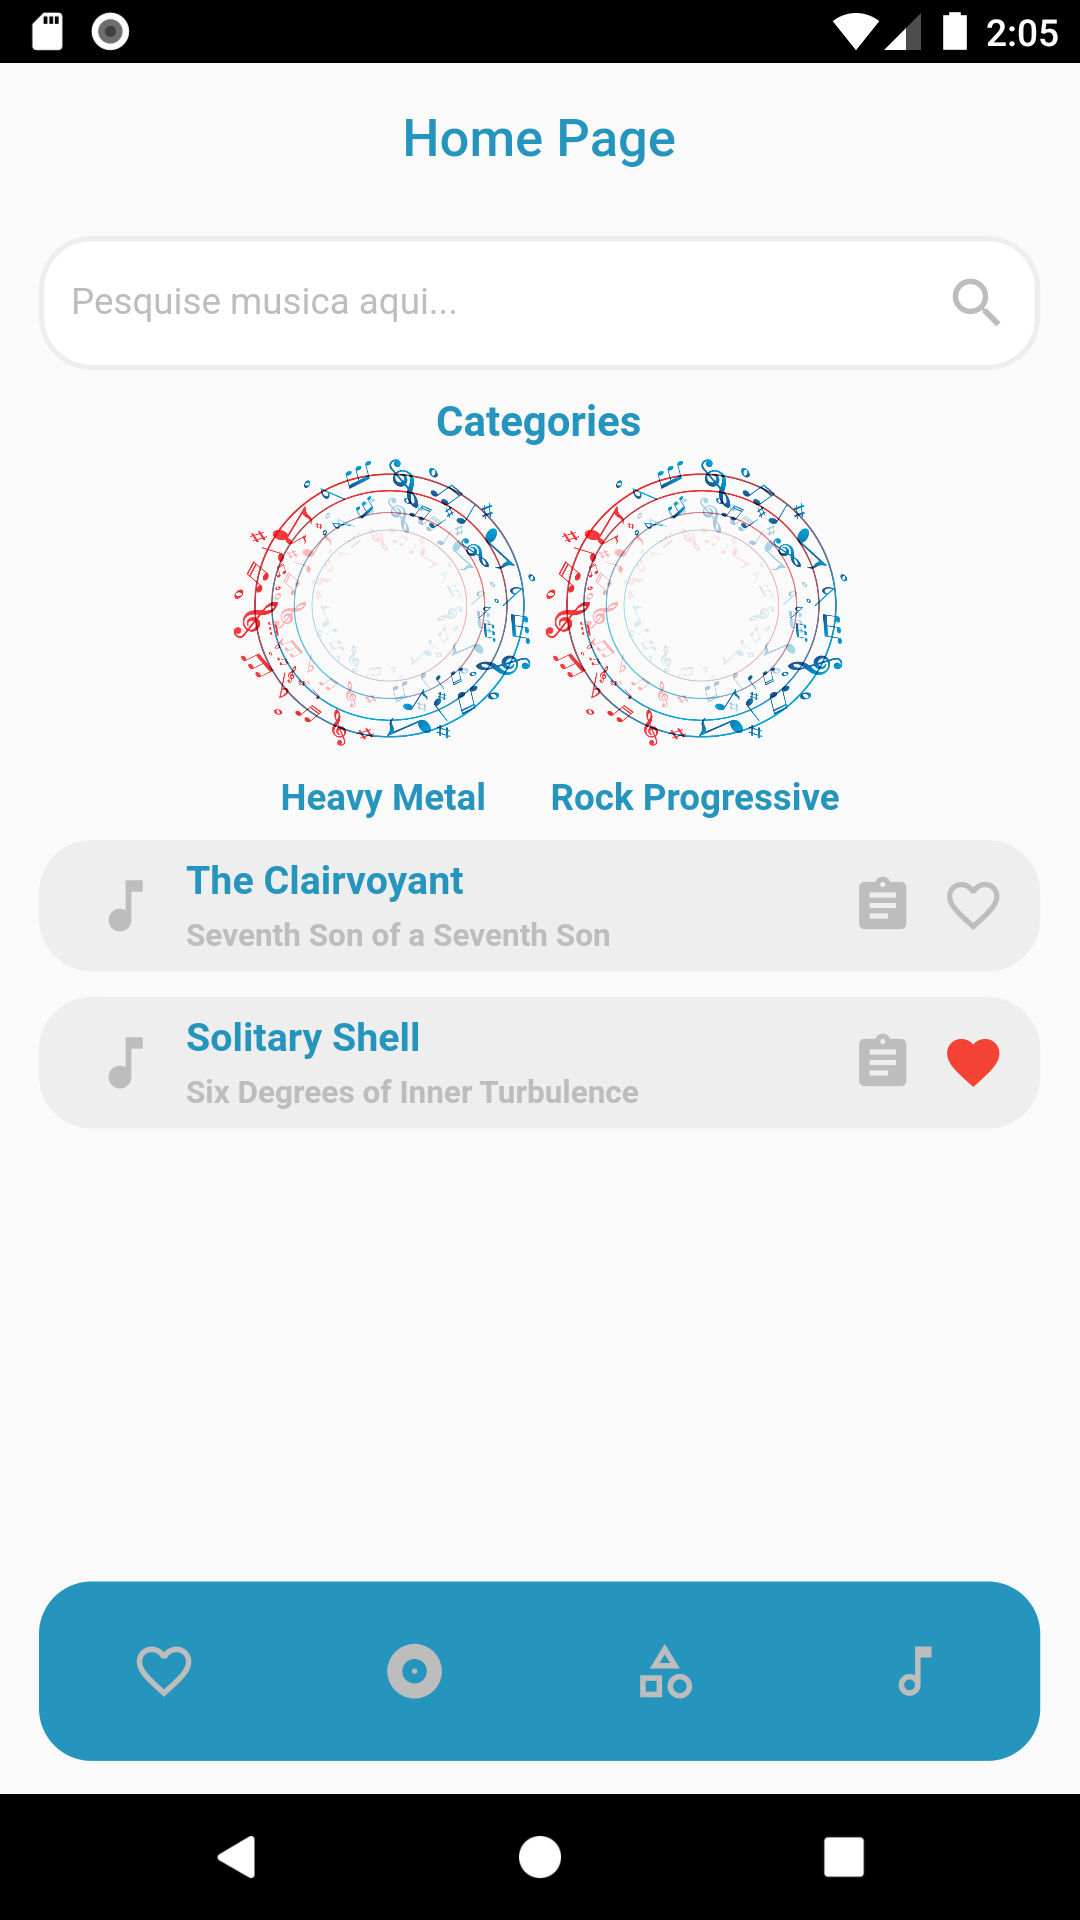 2:05
Home Page
Pesquise musica aqui...
Categories
Heavy Metal
Rock Progressive
The Clairvoyant
Seventh Son of a Seventh Son
Solitary Shell
Six Degrees of Inner Turbulence